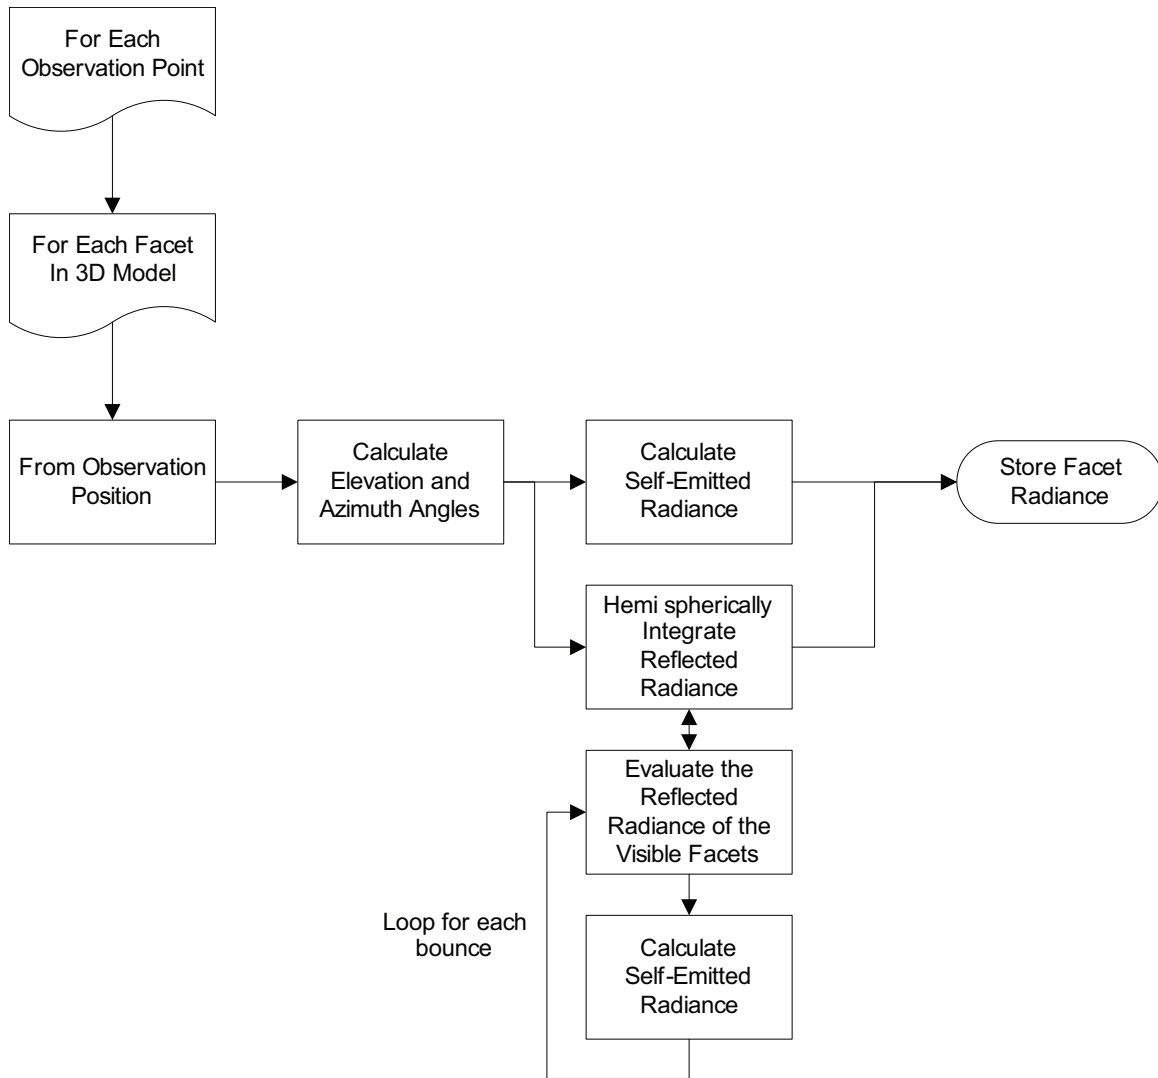 For Each
Observation Point
For Each Facet
In 3D Model
From Observation
Position
Calculate
Elevation and
Azimuth Angles
Calculate
Self-Emitted
Radiance
Store Facet
Radiance
Hemi spherically
Integrate
Reflected
Radiance
Evaluate the
Reflected
Radiance of the
Visible Facets
Loop for each
bounce
Calculate
Self-Emitted
Radiance